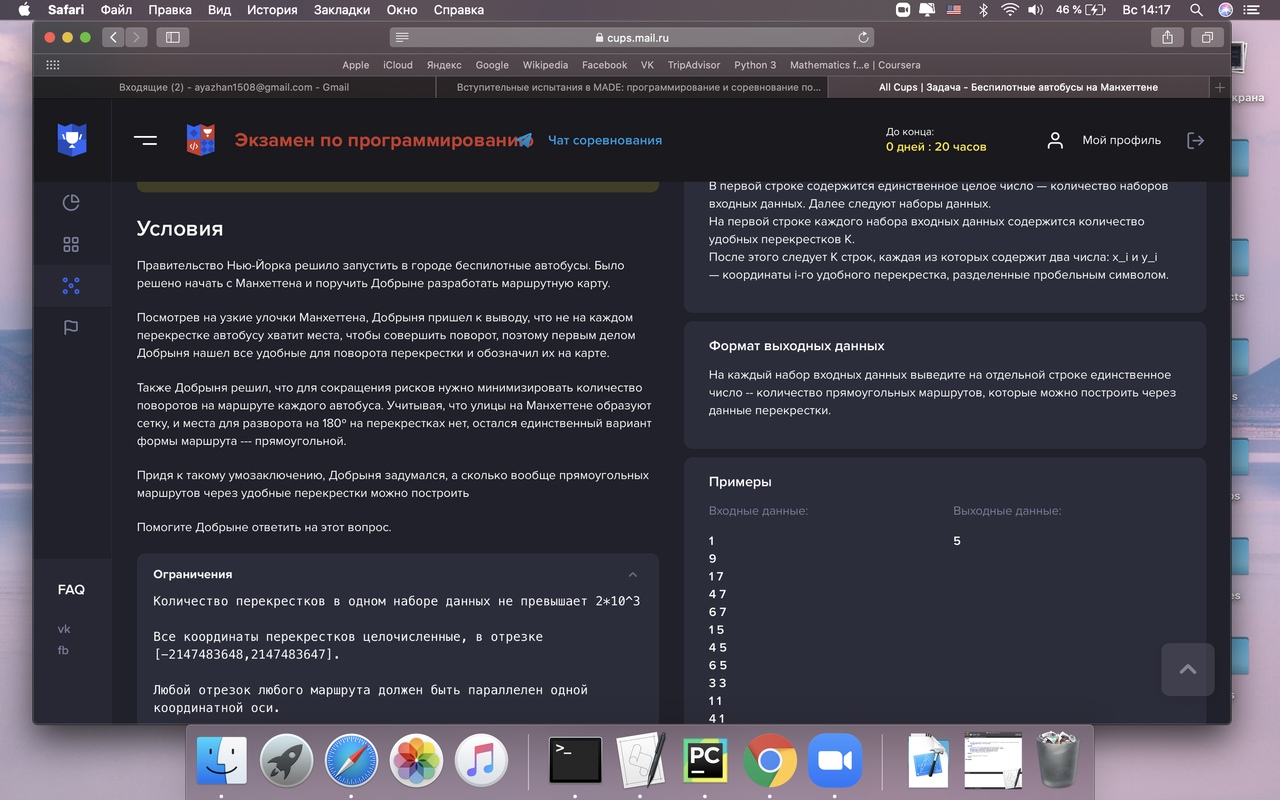 Safari Файл Правка Вид История Закладки Окно Справка 46 % Вс 14:17
cups.mail.ru
Apple iCloud Яндекс Google Wikipedia Facebook VK TripAdvisor Python 3 Mathematics f...e | Coursera
Входящие (2) - ayazhan1508@gmail.com - Gmail
Вступительные испытания в MADE: программирование и соревнование по...
All Cups | Задача - Беспилотные автобусы на Манхеттене
Экзамен по программировани
Чат соревнования
До конца:
0 дней : 20 часов
Мой профиль
Условия
Правительство Нью-Йорка решило запустить в городе беспилотные автобусы. Было
решено начать с Манхеттена и поручить Добрыне разработать маршрутную карту.
Посмотрев на узкие улочки Манхеттена, Добрыня пришел к выводу, что не на каждом
перекрестке автобусу хватит места, чтобы совершить поворот, поэтому первым делом
Добрыня нашел все удобные для поворота перекрестки и обозначил их на карте.
Также Добрыня решил, что для сокращения рисков нужно минимизировать количество
поворотов на маршруте каждого автобуса. Учитывая, что улицы на Манхеттене образуют
сетку, и места для разворота на 180º на перекрестках нет, остался единственный вариант
формы маршрута --- прямоугольной.
Придя к такому умозаключению, Добрыня задумался, а сколько вообще прямоугольных
маршрутов через удобные перекрестки можно построить
Помогите Добрыне ответить на этот вопрос.
Ограничения
Количество перекрестков в одном наборе данных не превышает 2*10^3
Все координаты перекрестков целочисленные, в отрезке
[-2147483648,2147483647].
Любой отрезок любого маршрута должен быть параллелен одной
координатной оси.
FAQ
vk
fb
В первой строке содержится единственное целое число — количество наборов
входных данных. Далее следуют наборы данных.
На первой строке каждого набора входных данных содержится количество
удобных перекрестков K.
После этого следует K строк, каждая из которых содержит два числа: x_i и y_i
— координаты i-го удобного перекрестка, разделенные пробельным символом.
Формат выходных данных
На каждый набор входных данных выведите на отдельной строке единственное
число -- количество прямоугольных маршрутов, которые можно построить через
данные перекрестки.
Примеры
Входные данные: Выходные данные:
1 5
9
1 7
4 7
6 7
1 5
4 5
6 5
3 3
1 1
4 1
PC